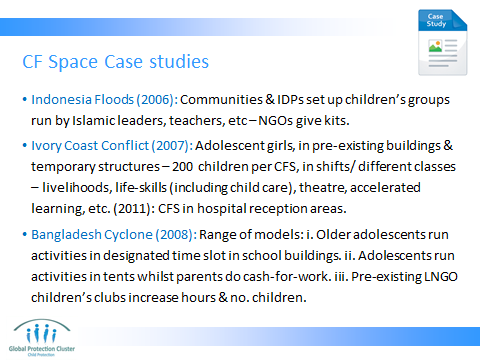 Case
Study
CF Space Case studies
• Indonesia Floods (2006): Communities & IDPs set up children's groups
run by Islamic leaders, teachers, etc – NGOs give kits.
• Ivory Coast Conflict (2007): Adolescent girls, in pre-existing buildings &
temporary structures – 200 children per CFS, in shifts/ different classes
– livelihoods, life-skills (including child care), theatre, accelerated
learning, etc. (2011): CFS in hospital reception areas.
• Bangladesh Cyclone (2008): Range of models: i. Older adolescents run
activities in designated time slot in school buildings. ii. Adolescents run
activities in tents whilst parents do cash-for-work. iii. Pre-existing LNGO
children's clubs increase hours & no. children.
Global Protection Cluster
Child Protection